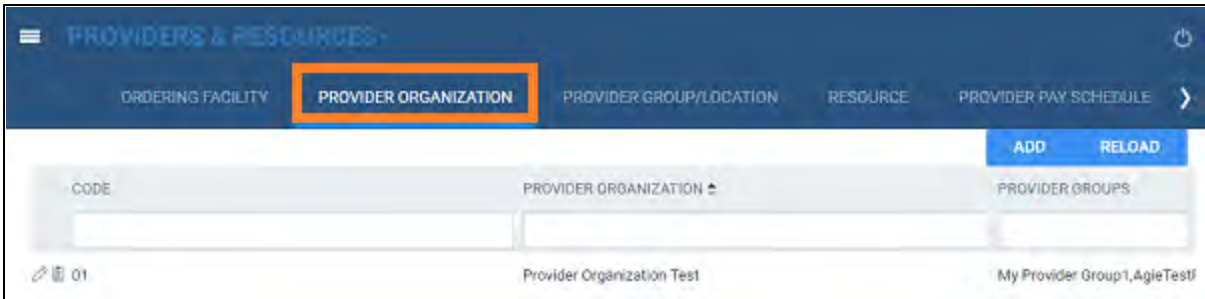 PROVIDERS & RESOURCES
ORDERING FACILITY PROVIDER ORGANIZATION PROVIDER GROUP/LOCATION RESOURCE PROVIDER PAY SCHEDULE
ADD RELOAD
CODE PROVIDER ORGANIZATION PROVIDER GROUPS
01 Provider Organization Test My Provider Group1,AgieTest